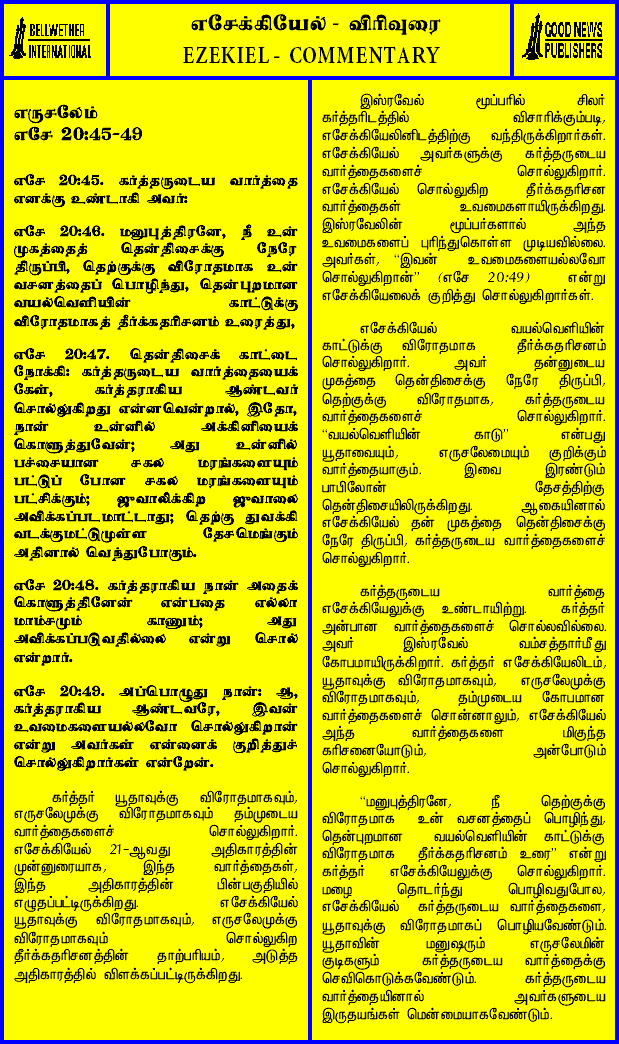 BELLWETHER
INTERNATIONAL
எசேக்கியேல் - விரிவுரை
EZEKIEL - COMMENTARY
GOOD NEWS
PUBLISHERS
எருசலேம்
எசே 20:45-49
எசே 20:45. கர்த்தருடைய வார்த்தை
எனக்கு உண்டாகி அவர்:
எசே 20:46. மனுபுத்திரனே, நீ உன்
முகத்தைத் தென்திசைக்கு நேரே
திருப்பி, தெற்குக்கு விரோதமாக உன்
வசனத்தைப் பொழிந்து, தென்புறமான
வயல்வெளியின் காட்டுக்கு
விரோதமாகத் தீர்க்கதரிசனம் உரைத்து,
எசே 20:47. தென்திசைக் காட்டை
நோக்கி: கர்த்தருடைய வார்த்தையைக்
கேள், கர்த்தராகிய ஆண்டவர்
சொல்லுகிறது என்னவென்றால், இதோ,
நான் உன்னில் அக்கினியைக்
கொளுத்துவேன்; அது உன்னில்
பச்சையான சகல மரங்களையும்
பட்டுப் போன சகல மரங்களையும்
பட்சிக்கும்; ஜுவாலிக்கிற ஜுவாலை
அவிக்கப்படமாட்டாது; தெற்கு துவக்கி
வடக்குமட்டுமுள்ள தேசமெங்கும்
அதினால் வெந்துபோகும்.
எசே 20:48. கர்த்தராகிய நான் அதைக்
கொளுத்தினேன் என்பதை எல்லா
மாம்சமும் காணும்; அது
அவிக்கப்படுவதில்லை என்று சொல்
என்றார்.
எசே 20:49. அப்பொழுது நான்: ஆ,
கர்த்தராகிய ஆண்டவரே, இவன்
உவமைகளையல்லவோ சொல்லுகிறான்
என்று அவர்கள் என்னைக் குறித்துச்
சொல்லுகிறார்கள் என்றேன்.
கர்த்தர் யூதாவுக்கு விரோதமாகவும்,
எருசலேமுக்கு விரோதமாகவும் தம்முடைய
வார்த்தைகளைச் சொல்லுகிறார்.
எசேக்கியேல் 21-ஆவது அதிகாரத்தின்
முன்னுரையாக, இந்த வார்த்தைகள்,
இந்த அதிகாரத்தின் பின்பகுதியில்
எழுதப்பட்டிருக்கிறது. எசேக்கியேல்
யூதாவுக்கு விரோதமாகவும், எருசலேமுக்கு
விரோதமாகவும் சொல்லுகிற
தீர்க்கதரிசனத்தின் தாற்பரியம், அடுத்த
அதிகாரத்தில் விளக்கப்பட்டிருக்கிறது.
இஸ்ரவேல் மூப்பரில் சிலர்
கர்த்தரிடத்தில் விசாரிக்கும்படி,
எசேக்கியேலினிடத்திற்கு வந்திருக்கிறார்கள்.
எசேக்கியேல் அவர்களுக்கு கர்த்தருடைய
வார்த்தைகளைச் சொல்லுகிறார்.
எசேக்கியேல் சொல்லுகிற தீர்க்கதரிசன
வார்த்தைகள் உவமைகளாயிருக்கிறது.
இஸ்ரவேலின் மூப்பர்களால் அந்த
உவமைகளைப் புரிந்துகொள்ள முடியவில்லை.
அவர்கள், “இவன் உவமைகளையல்லவோ
சொல்லுகிறான்” (எசே 20:49) என்று
எசேக்கியேலைக் குறித்து சொல்லுகிறார்கள்.
எசேக்கியேல் வயல்வெளியின்
காட்டுக்கு விரோதமாக தீர்க்கதரிசனம்
சொல்லுகிறார். அவர் தன்னுடைய
முகத்தை தென்திசைக்கு நேரே திருப்பி,
தெற்குக்கு விரோதமாக, கர்த்தருடைய
வார்த்தைகளைச் சொல்லுகிறார்.
“வயல்வெளியின் காடு” என்பது
யூதாவையும், எருசலேமையும் குறிக்கும்
வார்த்தையாகும். இவை இரண்டும்
பாபிலோன் தேசத்திற்கு
தென்திசையிலிருக்கிறது. ஆகையினால்
எசேக்கியேல் தன் முகத்தை தென்திசைக்கு
நேரே திருப்பி, கர்த்தருடைய வார்த்தைகளைச்
சொல்லுகிறார்.
கர்த்தருடைய வார்த்தை
எசேக்கியேலுக்கு உண்டாயிற்று. கர்த்தர்
அன்பான வார்த்தைகளைச் சொல்லவில்லை.
அவர் இஸ்ரவேல் வம்சத்தார்மீது
கோபமாயிருக்கிறார். கர்த்தர் எசேக்கியேலிடம்,
யூதாவுக்கு விரோதமாகவும், எருசலேமுக்கு
விரோதமாகவும், தம்முடைய கோபமான
வார்த்தைகளைச் சொன்னாலும், எசேக்கியேல்
அந்த வார்த்தைகளை மிகுந்த
கரிசனையோடும், அன்போடும்
சொல்லுகிறார்.
“மனுபுத்திரனே, நீ தெற்குக்கு
விரோதமாக உன் வசனத்தைப் பொழிந்து,
தென்புறமான வயல்வெளியின் காட்டுக்கு
விரோதமாக தீர்க்கதரிசனம் உரை” என்று
கர்த்தர் எசேக்கியேலுக்கு சொல்லுகிறார்.
மழை தொடர்ந்து பொழிவதுபோல,
எசேக்கியேல் கர்த்தருடைய வார்த்தைகளை,
யூதாவுக்கு விரோதமாகப் பொழியவேண்டும்.
யூதாவின் மனுஷரும் எருசலேமின்
குடிகளும் கர்த்தருடைய வார்த்தைக்கு
செவிகொடுக்கவேண்டும். கர்த்தருடைய
வார்த்தையினால் அவர்களுடைய
இருதயங்கள் மென்மையாகவேண்டும்.